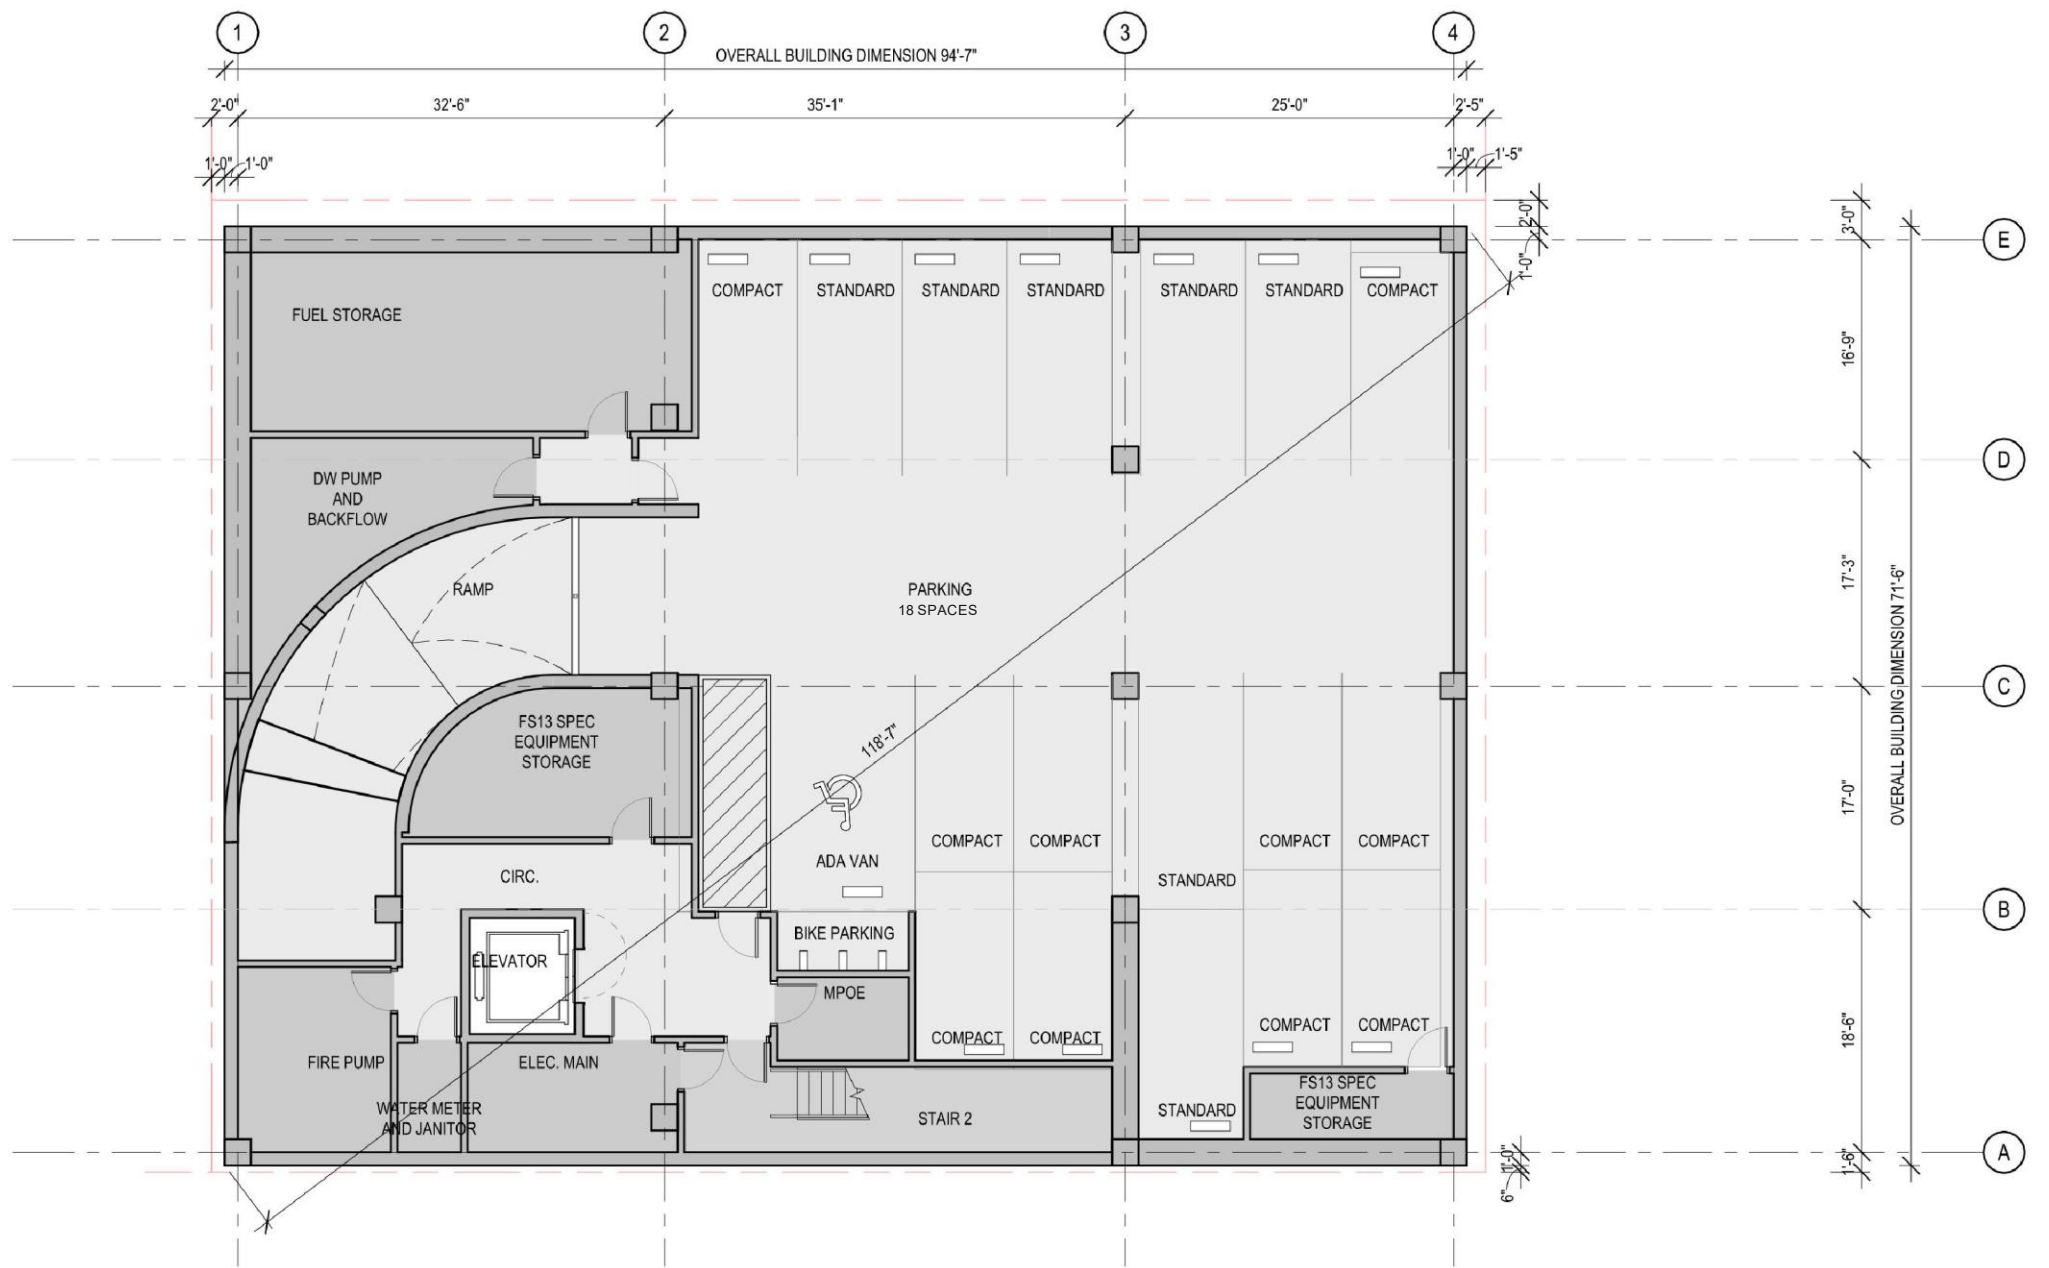 1
2
3
4
OVERALL BUILDING DIMENSION 94'-7"
2'-0"
32'-6"
35'-1"
25'-0"
2'-5"
1'-0"
1'-0"
1'-0"
1'-5"
2'-0"
1'-0"
3'-0"
E
COMPACT
STANDARD
STANDARD
STANDARD
STANDARD
STANDARD
COMPACT
FUEL STORAGE
16'-9"
D
DW PUMP
AND
BACKFLOW
RAMP
PARKING
18 SPACES
17'-3"
OVERALL BUILDING DIMENSION 71'-6"
C
FS13 SPEC
EQUIPMENT
STORAGE
118'-7"
17'-0"
COMPACT
COMPACT
COMPACT
COMPACT
ADA VAN
CIRC.
STANDARD
B
BIKE PARKING
ELEVATOR
MPOE
COMPACT
COMPACT
COMPACT
COMPACT
18'-6"
FIRE PUMP
ELEC. MAIN
WATER METER
AND JANITOR
STAIR 2
STANDARD
FS13 SPEC
EQUIPMENT
STORAGE
A
1'-0"
1'-6"
6"